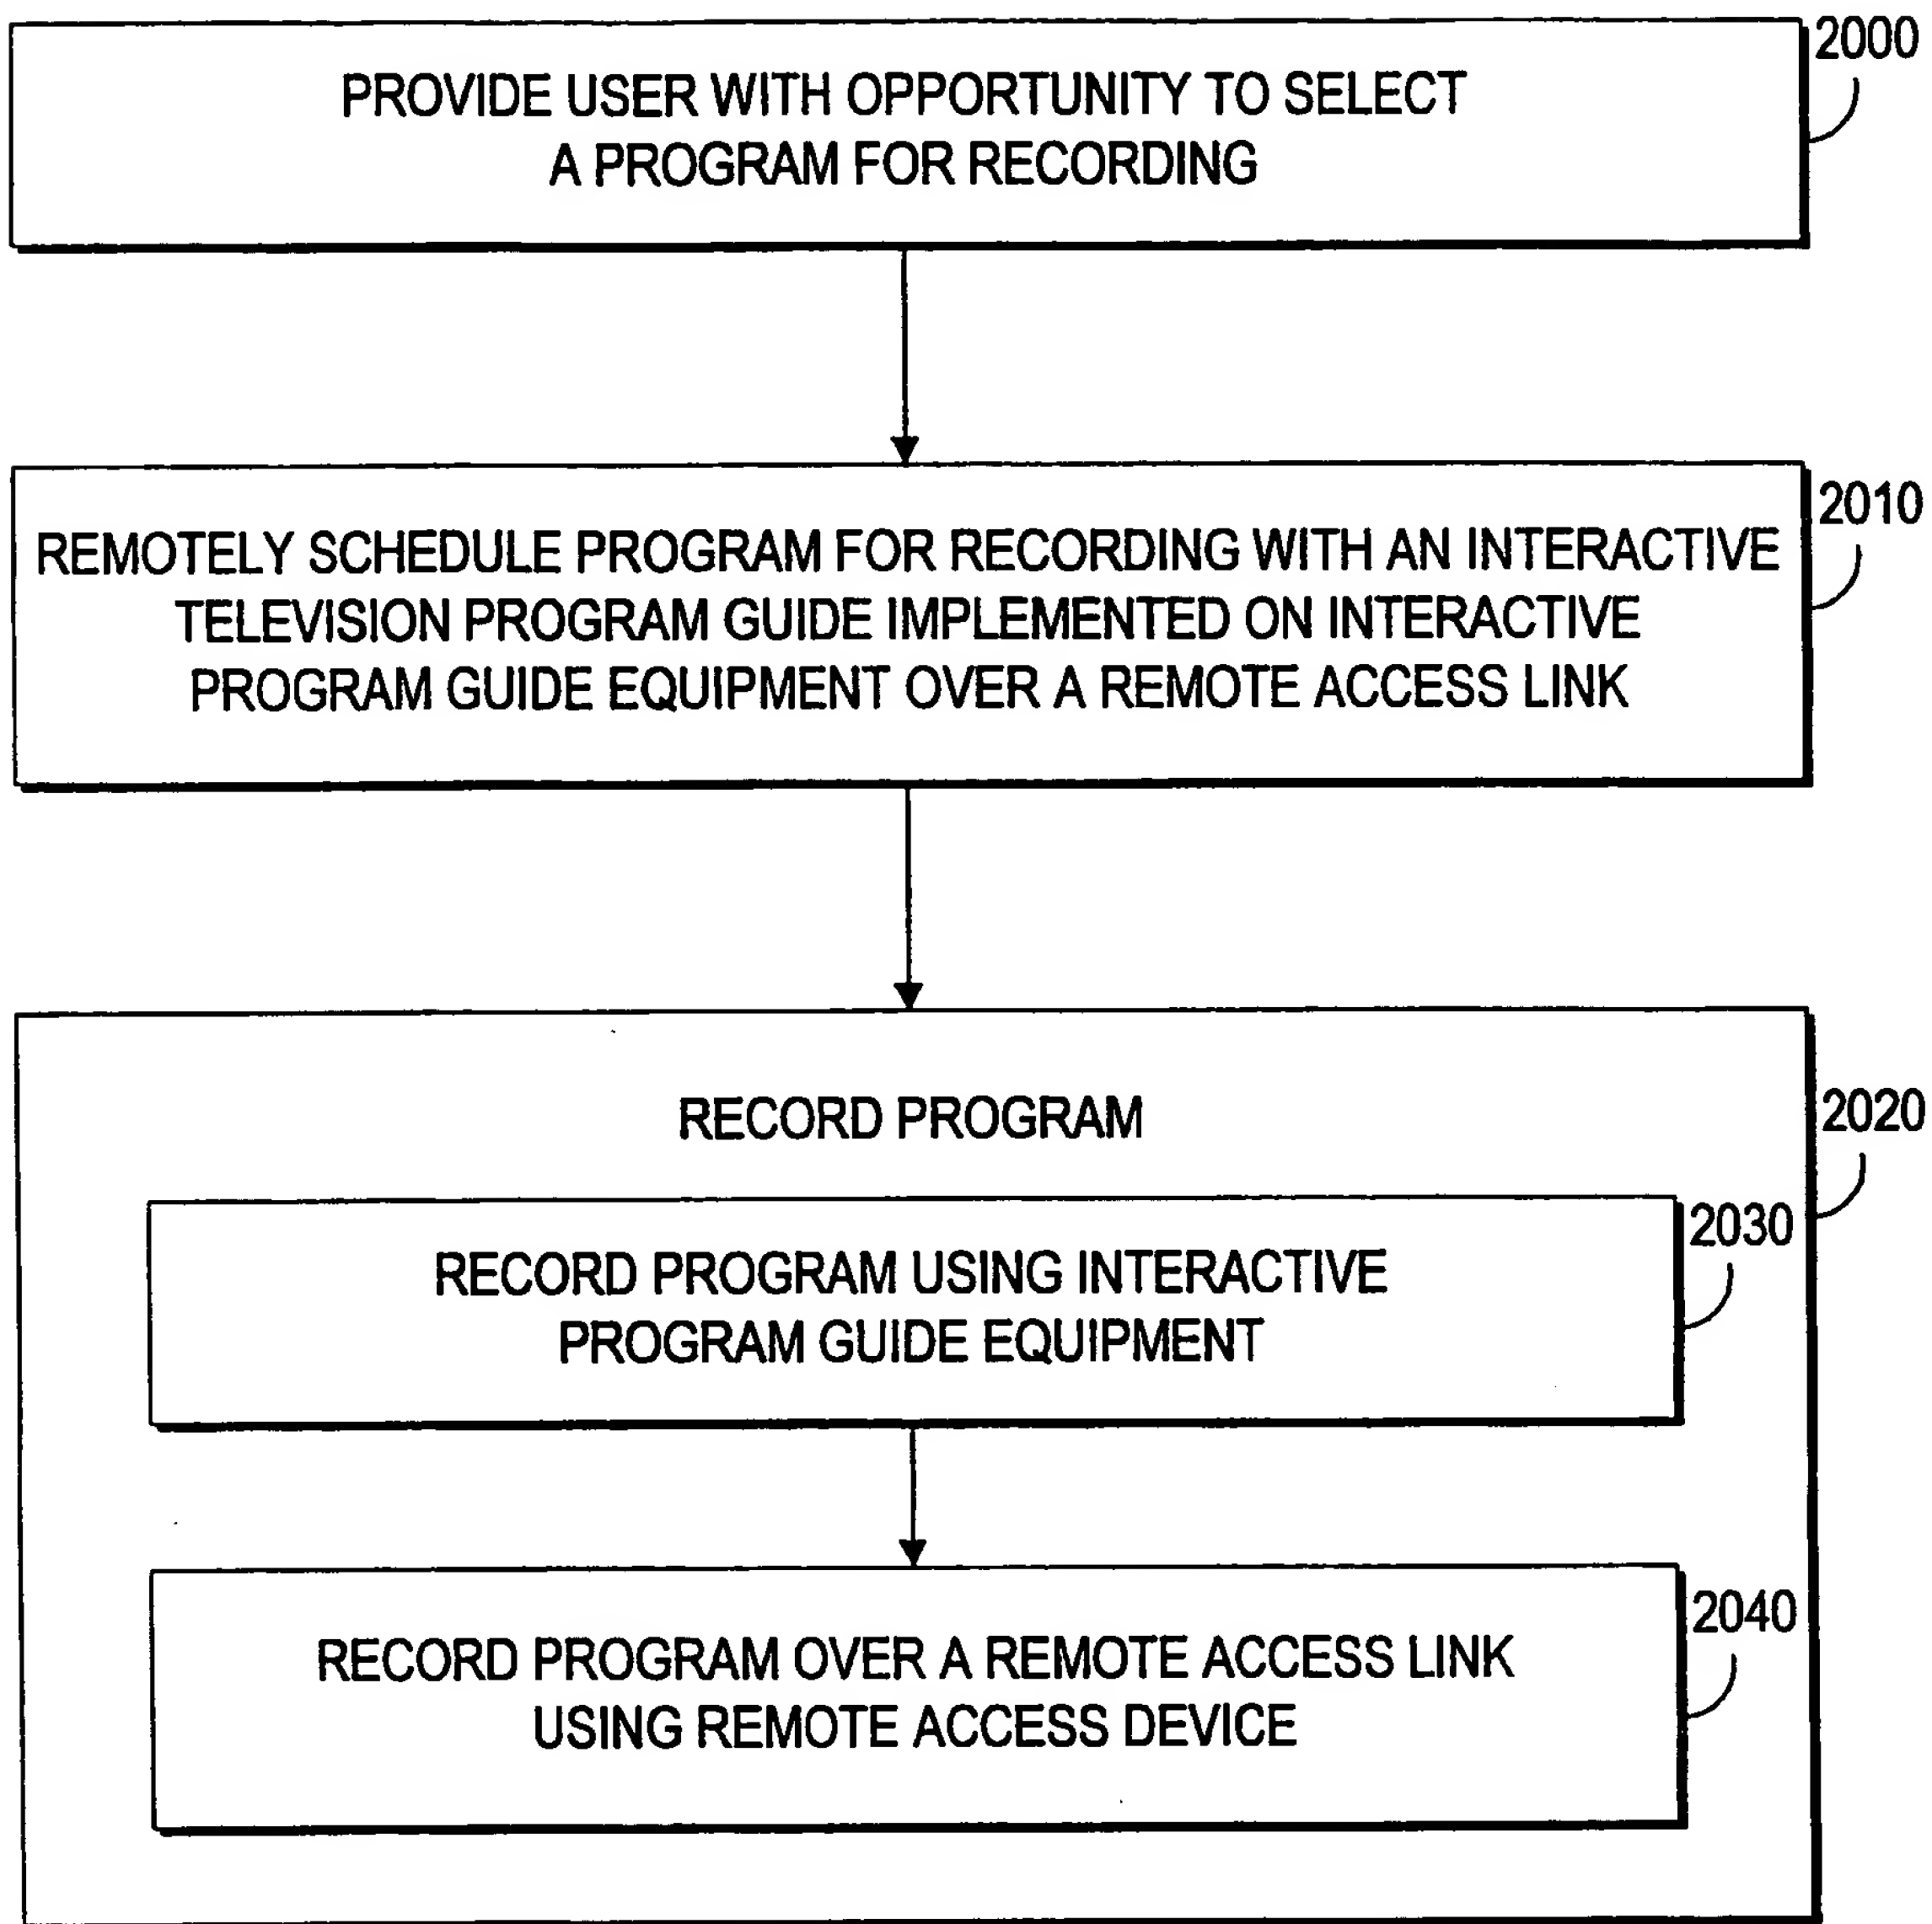 2000
PROVIDE USER WITH OPPORTUNITY TO SELECT
A PROGRAM FOR RECORDING
2010
REMOTELY SCHEDULE PROGRAM FOR RECORDING WITH AN INTERACTIVE
TELEVISION PROGRAM GUIDE IMPLEMENTED ON INTERACTIVE
PROGRAM GUIDE EQUIPMENT OVER A REMOTE ACCESS LINK
RECORD PROGRAM
2020
2030
RECORD PROGRAM USING INTERACTIVE
PROGRAM GUIDE EQUIPMENT
2040
RECORD PROGRAM OVER A REMOTE ACCESS LINK
USING REMOTE ACCESS DEVICE